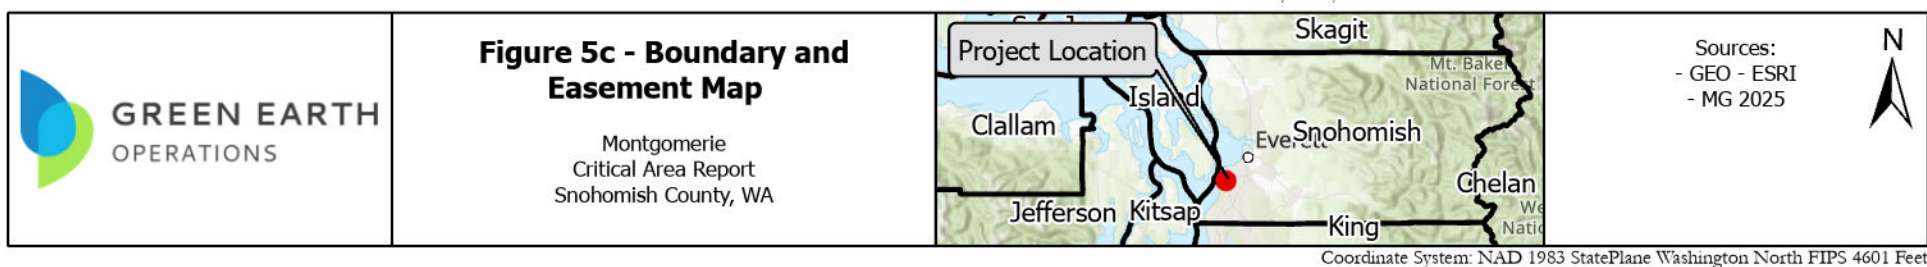 GREEN EARTH
OPERATIONS
Figure 5c - Boundary and
Easement Map
Montgomerie
Critical Area Report
Snohomish County, WA
Project Location
Skagit
Mt. Baker
National Forest
Island
Clallam
Everett
Snohomish
Chelan
Jefferson
Kitsap
King
Sources:
- GEO - ESRI
- MG 2025
N
Coordinate System: NAD 1983 StatePlane Washington North FIPS 4601 Feet